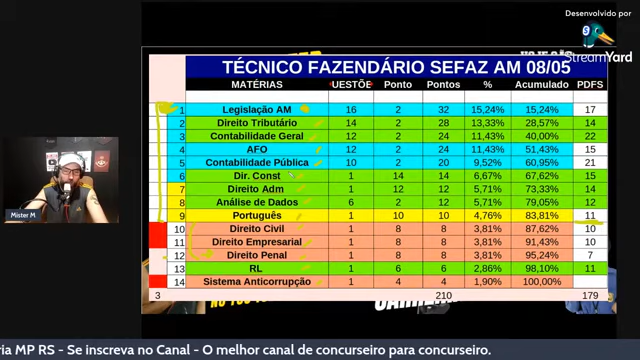 Desenvolvido por
StreamYard
TÉCNICO FAZENDÁRIO SEFAZ AM 08/05
MATÉRIAS UESTÕE Ponto Pontos % Acumulado PDFS
1 Legislação AM 16 2 32 15,24% 15,24% 17
2 Direito Tributário 14 2 28 13,33% 28,57% 14
3 Contabilidade Geral 12 2 24 11,43% 40,00% 22
4 AFO 12 2 24 11,43% 51,43% 15
5 Contabilidade Pública 10 2 20 9,52% 60,95% 21
6 Dir. Const 1 14 14 6,67% 67,62% 15
7 Direito Adm 1 12 12 5,71% 73,33% 14
8 Análise de Dados 6 2 12 5,71% 79,05% 12
9 Português 1 10 10 4,76% 83,81% 11
10 Direito Civil 1 8 8 3,81% 87,62% 10
11 Direito Empresarial 1 8 8 3,81% 91,43% 10
12 Direito Penal 1 8 8 3,81% 95,24% 7
13 RL 1 6 6 2,86% 98,10% 11
14 Sistema Anticorrupção 1 4 4 1,90% 100,00%
3 210 179
Mister M
ria MP RS - Se inscreva no Canal - O melhor canal de concurseiro para concurseiro.